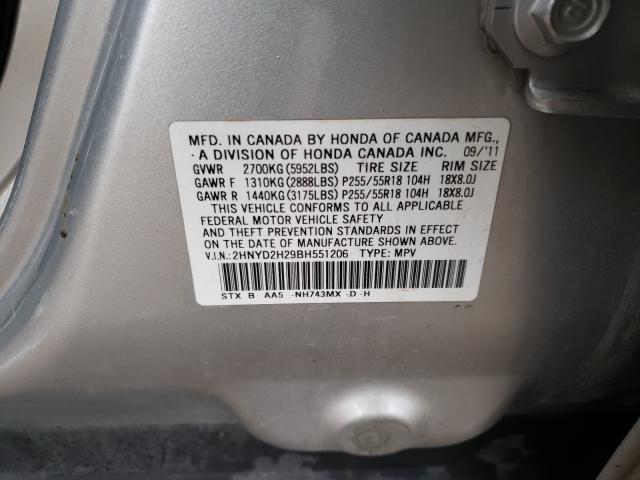 MFD. IN CANADA BY HONDA OF CANADA MFG.,
A DIVISION OF HONDA CANADA INC. 09/'11
GVWR 2700KG(5952LBS) TIRE SIZE RIM SIZE
GAWR F 1310KG(2888LBS) P255/55R18 104H 18X8.0J
GAWR R 1440KG(3175LBS) P255/55R18 104H 18X8.0J
THIS VEHICLE CONFORMS TO ALL APPLICABLE
FEDERAL MOTOR VEHICLE SAFETY
AND THEFT PREVENTION STANDARDS IN EFFECT
ON THE DATE OF MANUFACTURE SHOWN ABOVE.
V.I.N.: 2HNYD2H29BH551206 TYPE: MPV
STX B AA5 -NH743MX -D -H